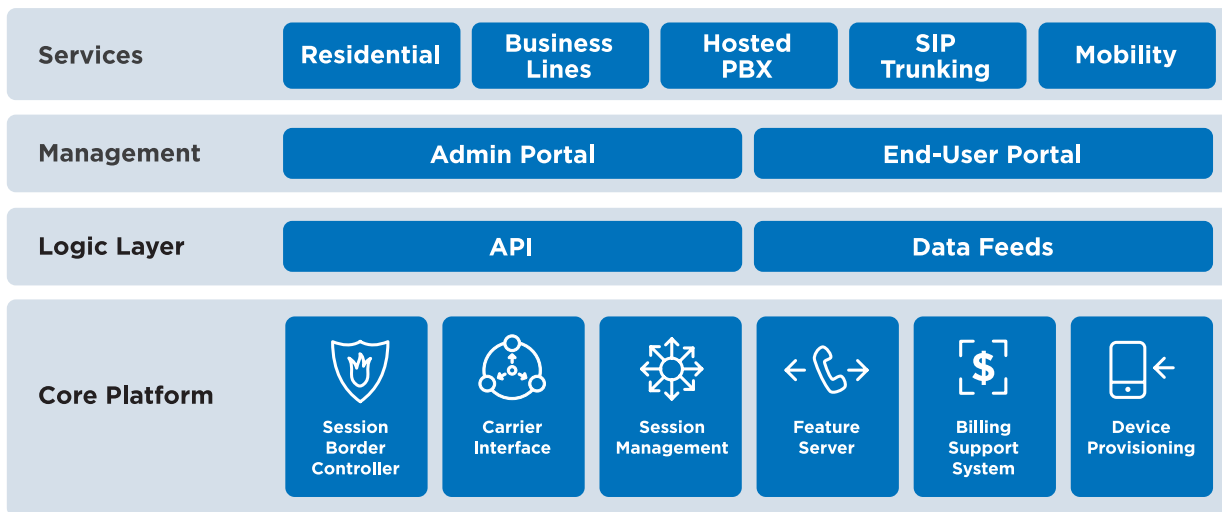 Services
Residential
Business
Lines
Hosted
PBX
SIP
Trunking
Mobility
Management
Admin Portal
End-User Portal
Logic Layer
API
Data Feeds
Core Platform
Session
Border
Controller
Carrier
Interface
Session
Management
Feature
Server
$
Billing
Support
System
Device
Provisioning